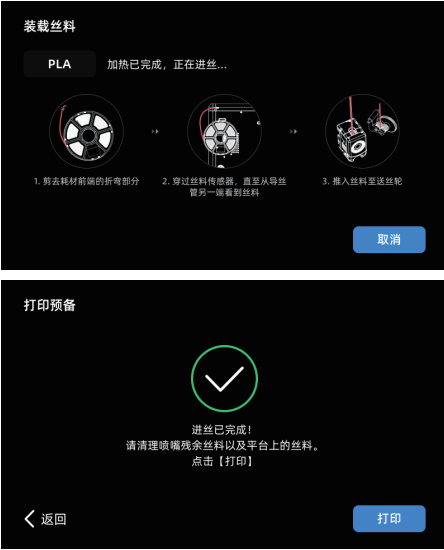 装载丝料
PLA
加热已完成，正在进丝...
1. 剪去耗材前端的折弯部分
2. 穿过丝料传感器，直至从导丝
管另一端看到丝料
3. 推入丝料至送丝轮
取消
打印预备
进丝已完成！
请清理喷嘴残余丝料以及平台上的丝料。
点击【打印】
返回
打印